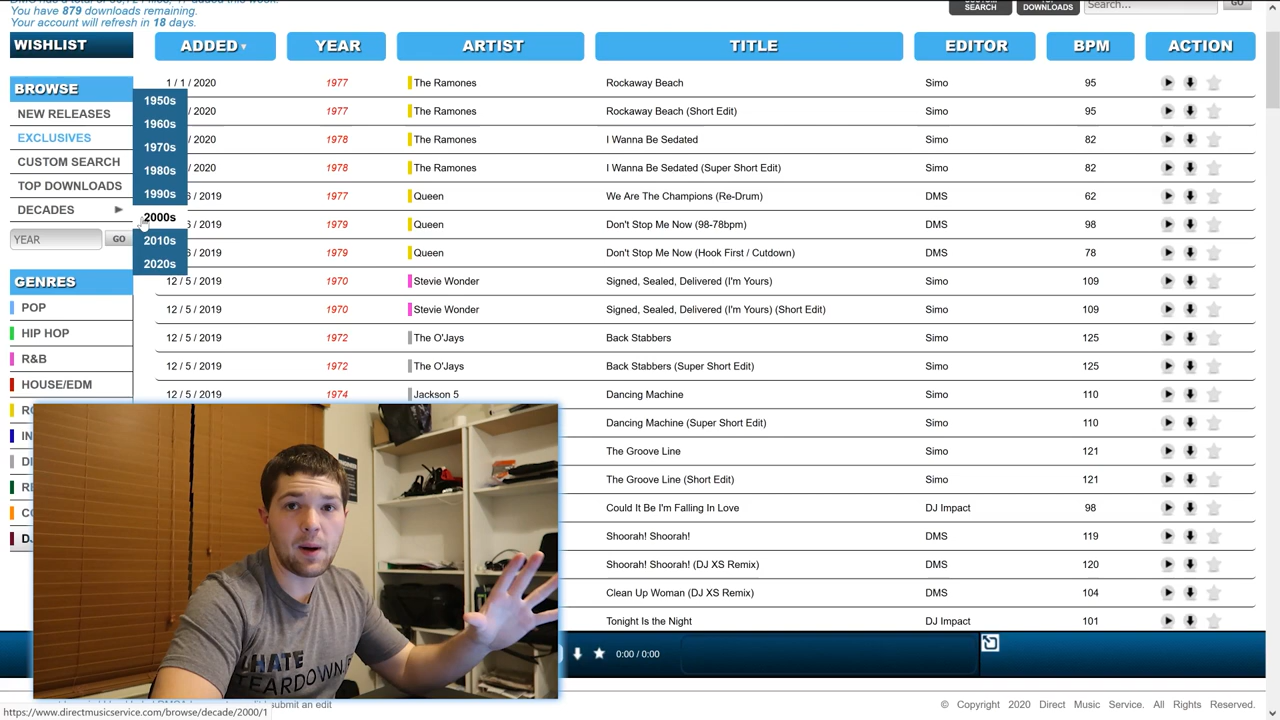 You have 879 downloads remaining.
Your account will refresh in 18 days.
CUSTOM SEARCH
DOWNLOADS
Search...
GO
WISHLIST
ADDED YEAR ARTIST TITLE EDITOR BPM ACTION
BROWSE
NEW RELEASES
EXCLUSIVES
CUSTOM SEARCH
TOP DOWNLOADS
DECADES
YEAR GO
1950s
1960s
1970s
1980s
1990s
2000s
2010s
2020s
GENRES
POP
HIP HOP
R&B
HOUSE/EDM
1 / 1 / 2020 1977 The Ramones Rockaway Beach Simo 95
/ 2020 1977 The Ramones Rockaway Beach (Short Edit) Simo 95
/ 2020 1978 The Ramones I Wanna Be Sedated Simo 82
/ 2020 1978 The Ramones I Wanna Be Sedated (Super Short Edit) Simo 82
/ 2019 1977 Queen We Are The Champions (Re-Drum) DMS 62
/ 2019 1979 Queen Don't Stop Me Now (98-78bpm) DMS 98
/ 2019 1979 Queen Don't Stop Me Now (Hook First / Cutdown) DMS 78
12 / 5 / 2019 1970 Stevie Wonder Signed, Sealed, Delivered (I'm Yours) Simo 109
12 / 5 / 2019 1970 Stevie Wonder Signed, Sealed, Delivered (I'm Yours) (Short Edit) Simo 109
12 / 5 / 2019 1972 The O'Jays Back Stabbers Simo 125
12 / 5 / 2019 1972 The O'Jays Back Stabbers (Super Short Edit) Simo 125
12 / 5 / 2019 1974 Jackson 5 Dancing Machine Simo 110
Dancing Machine (Super Short Edit) Simo 110
The Groove Line Simo 121
The Groove Line (Short Edit) Simo 121
Could It Be I'm Falling In Love DJ Impact 98
Shoorah! Shoorah! DMS 119
Shoorah! Shoorah! (DJ XS Remix) DMS 120
Clean Up Woman (DJ XS Remix) DMS 104
Tonight Is the Night DJ Impact 101
0:00 / 0:00
submit an edit
© Copyright 2020 Direct Music Service. All Rights Reserved.
https://www.directmusicservice.com/browse/decade/2000/1